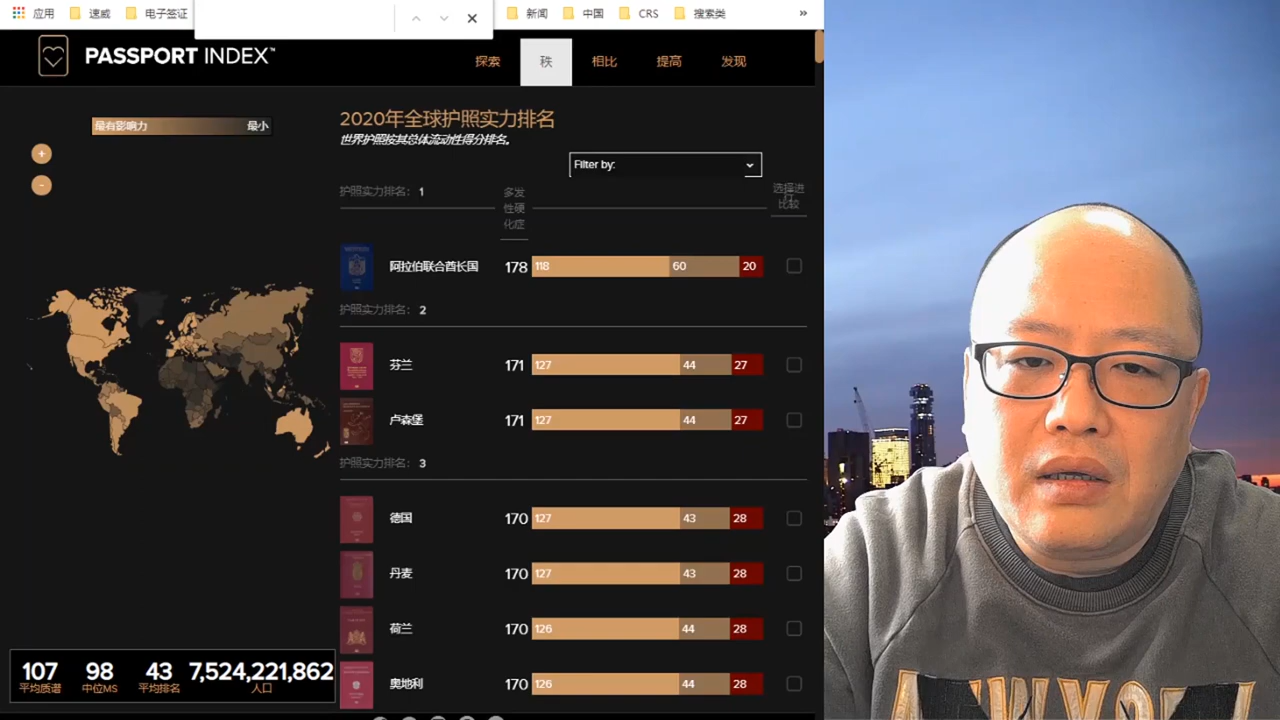 应用
速威
电子签证
新闻
中国
CRS
搜索类
»
PASSPORT INDEX™
探索
秩
相比
提高
发现
最有影响力
最小
+
-
2020年全球护照实力排名
世界护照按其总体流动性得分排名。
Filter by:
护照实力排名： 1
多发性硬化症
选择进行比较
阿拉伯联合酋长国 178 118 60 20
护照实力排名： 2
芬兰 171 127 44 27
卢森堡 171 127 44 27
护照实力排名： 3
德国 170 127 43 28
丹麦 170 127 43 28
荷兰 170 126 44 28
奥地利 170 126 44 28
107 98 43 7,524,221,862
平均质谱 中位MS 平均排名 人口